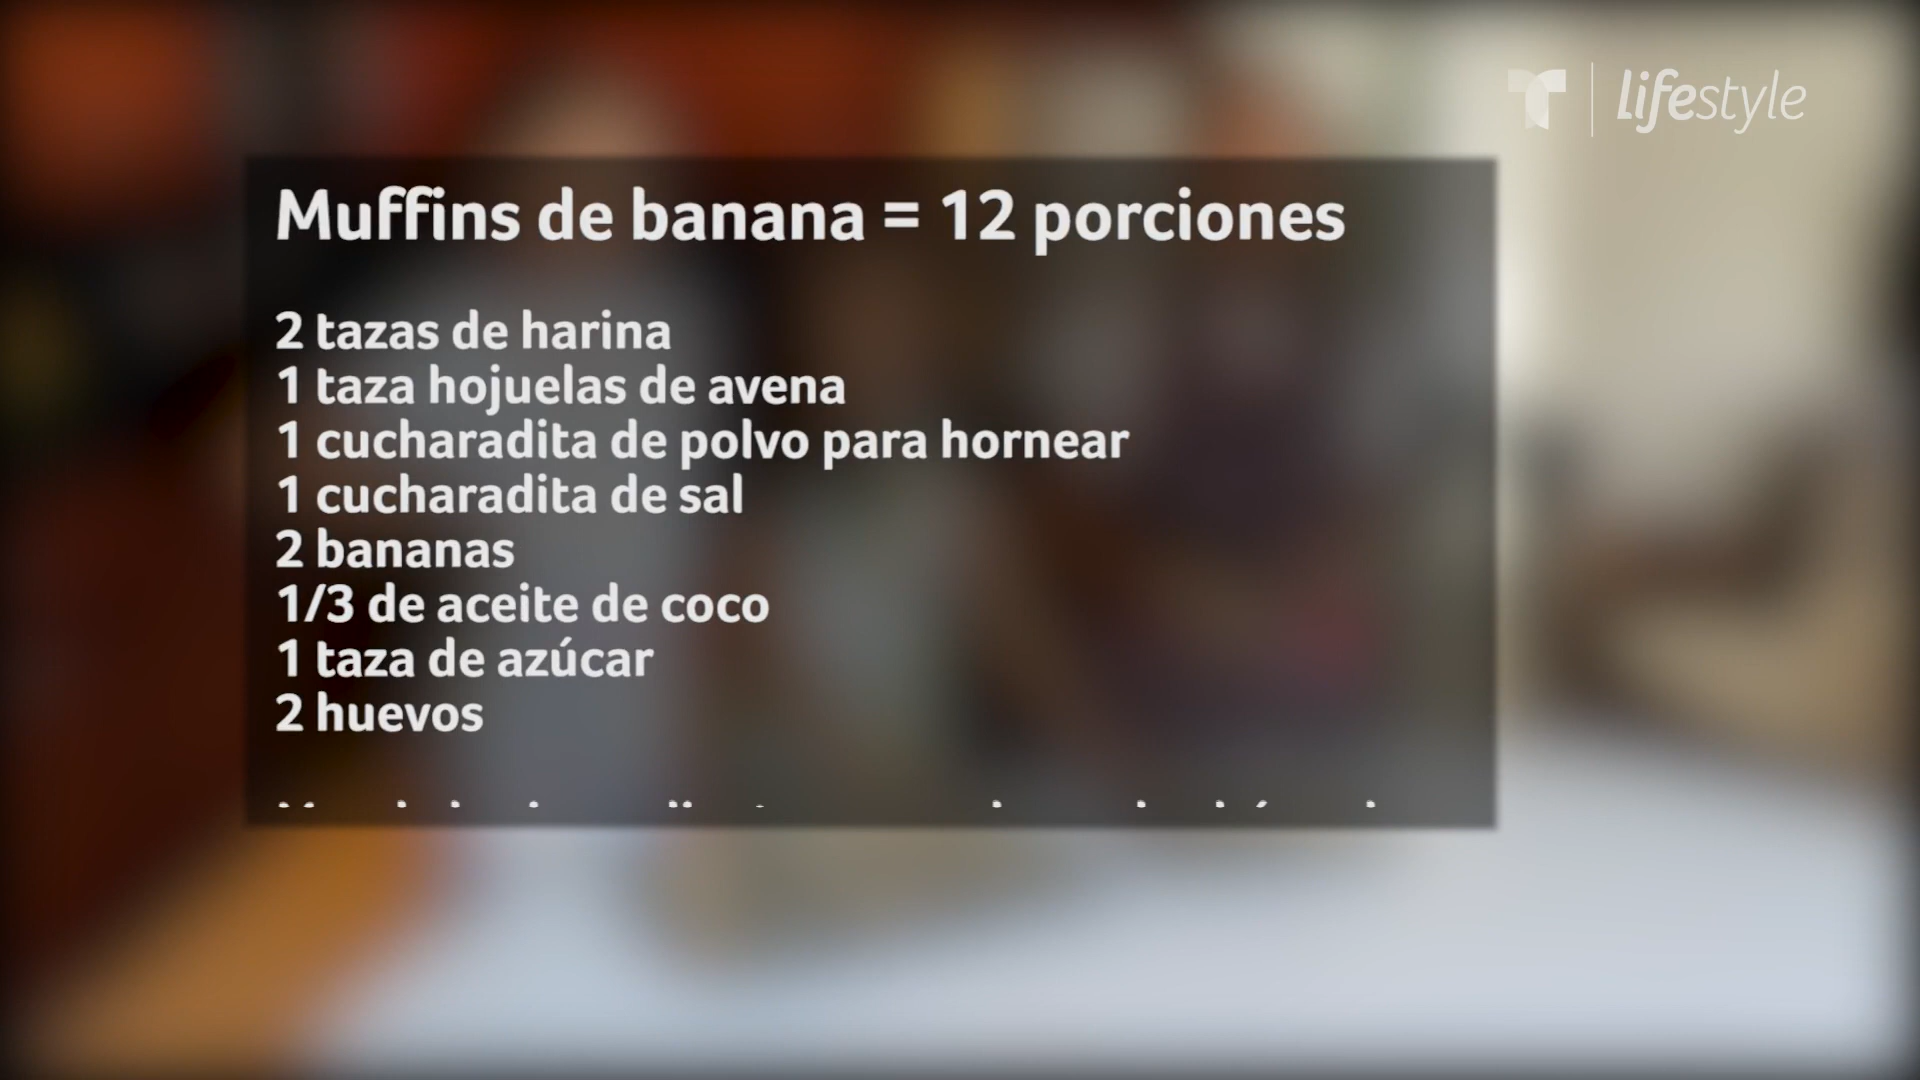 lifestyle
Muffins de banana = 12 porciones
2 tazas de harina
1 taza hojuelas de avena
1 cucharadita de polvo para hornear
1 cucharadita de sal
2 bananas
1/3 de aceite de coco
1 taza de azúcar
2 huevos